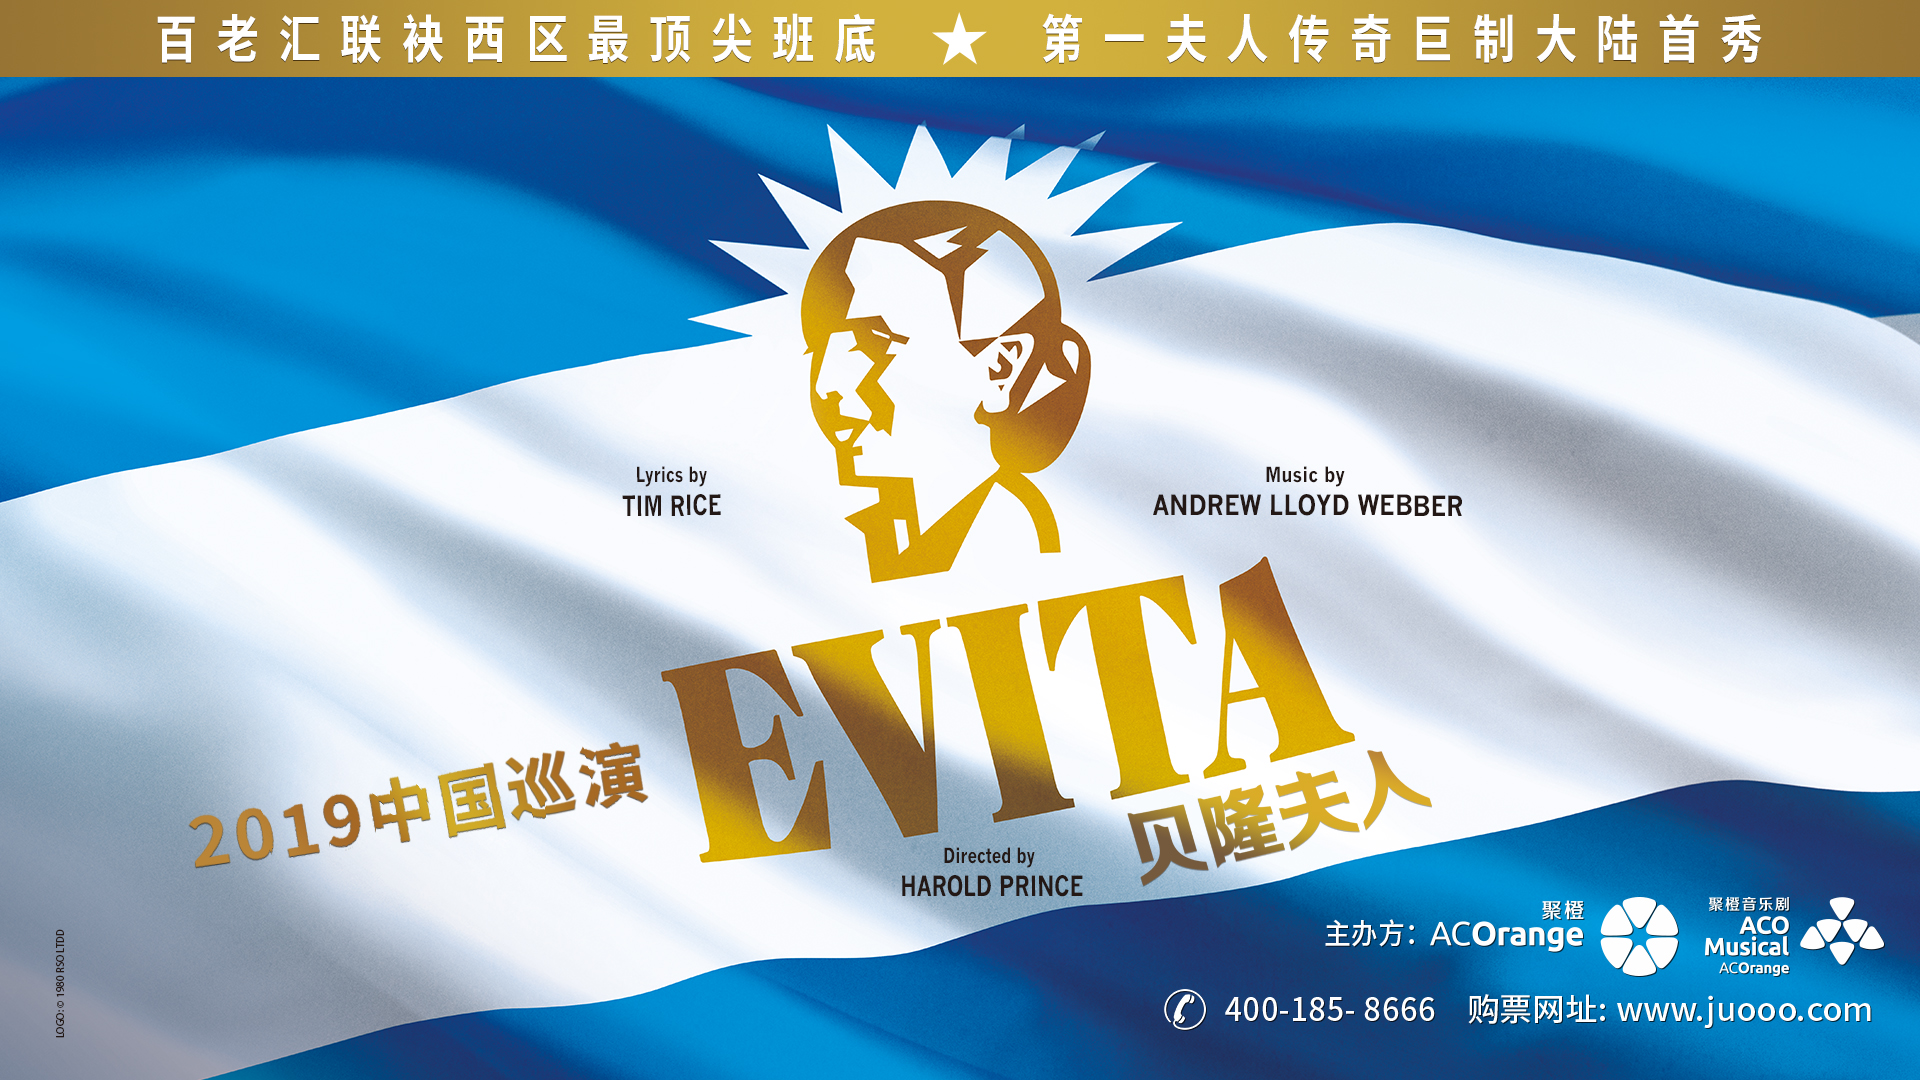 百老汇联袂西区最顶尖班底 ★ 第一夫人传奇巨制大陆首秀
Lyrics by
TIM RICE
Music by
ANDREW LLOYD WEBBER
EVITA
2019中国巡演
贝隆夫人
Directed by
HAROLD PRINCE
主办方：
聚橙
ACOrange
聚橙音乐剧
ACO
Musical
ACOrange
400-185- 8666 购票网址: www.juooo.com
LOGO: © 1980 RSO LTDD